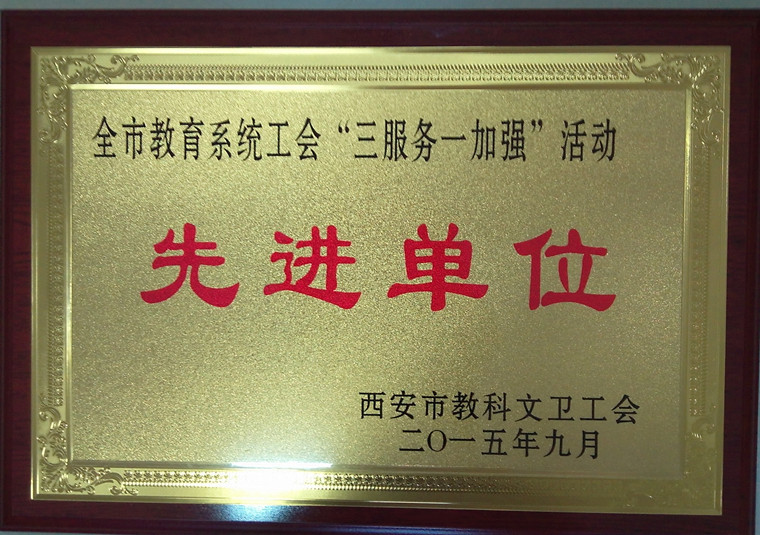 全市教育系统工会“三服务一加强”活动
先进单位
西安市教科文卫工会
二〇一五年九月